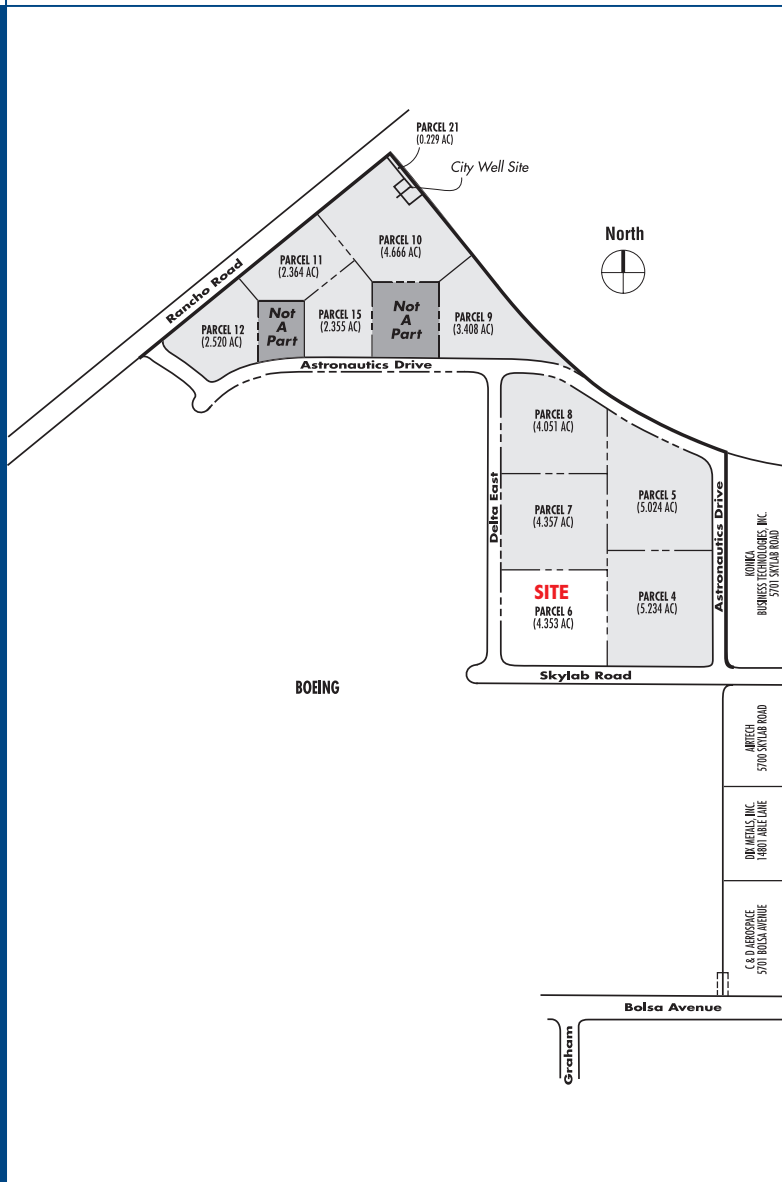 PARCEL 21
(0.229 AC)
City Well Site
North
PARCEL 10
(4.666 AC)
PARCEL 11
(2.364 AC)
Rancho Road
Not
A
Part
Not
A
Part
PARCEL 15
(2.355 AC)
PARCEL 9
(3.408 AC)
PARCEL 12
(2.520 AC)
Astronautics Drive
PARCEL 8
(4.051 AC)
Delta East
PARCEL 5
(5.024 AC)
PARCEL 7
(4.357 AC)
Astronautics Drive
KONICA
BUSINESS TECHNOLOGIES, INC.
5701 SKYLAB ROAD
SITE
PARCEL 6
(4.353 AC)
PARCEL 4
(5.234 AC)
Skylab Road
BOEING
AIRTECH
5700 SKYLAB ROAD
DIX METALS, INC.
14801 ABLE LANE
C & D AEROSPACE
5701 BOLSA AVENUE
Bolsa Avenue
Graham